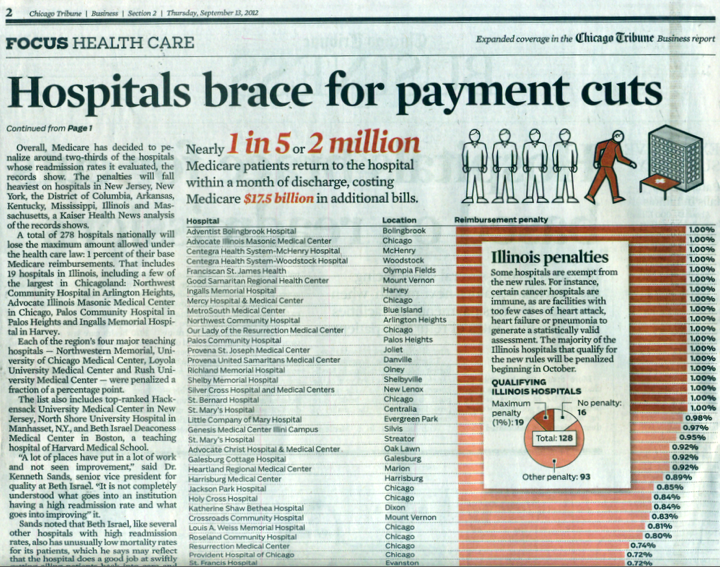 2 Chicago Tribune | Business | Section 2 | Thursday, September 13, 2012
FOCUS HEALTH CARE
Expanded coverage in the Chicago Tribune Business report
Hospitals brace for payment cuts
Continued from Page 1
Overall, Medicare has decided to pe-
nalize around two-thirds of the hospitals
whose readmission rates it evaluated, the
records show. The penalties will fall
heaviest on hospitals in New Jersey, New
York, the District of Columbia, Arkansas,
Kentucky, Mississippi, Illinois and Mas-
sachusetts, a Kaiser Health News analysis
of the records shows.
A total of 278 hospitals nationally will
lose the maximum amount allowed under
the health care law: 1 percent of their base
Medicare reimbursements. That includes
19 hospitals in Illinois, including a few of
the largest in Chicagoland: Northwest
Community Hospital in Arlington Heights,
Advocate Illinois Masonic Medical Center
in Chicago, Palos Community Hospital in
Palos Heights and Ingalls Memorial Hospi-
tal in Harvey.
Each of the region's four major teaching
hospitals — Northwestern Memorial, Uni-
versity of Chicago Medical Center, Loyola
University Medical Center and Rush Uni-
versity Medical Center — were penalized a
fraction of a percentage point.
The list also includes top-ranked Hack-
ensack University Medical Center in New
Jersey, North Shore University Hospital in
Manhasset, N.Y., and Beth Israel Deaconess
Medical Center in Boston, a teaching
hospital of Harvard Medical School.
"A lot of places have put in a lot of work
and not seen improvement," said Dr.
Kenneth Sands, senior vice president for
quality at Beth Israel. "It is not completely
understood what goes into an institution
having a high readmission rate and what
goes into improving" it.
Sands noted that Beth Israel, like several
other hospitals with high readmission
rates, also has unusually low mortality rates
for its patients, which he says may reflect
that the hospital does a good job at swiftly
Nearly 1 in 5 or 2 million
Medicare patients return to the hospital
within a month of discharge, costing
Medicare $17.5 billion in additional bills.
Hospital Location Reimbursement penalty
Adventist Bolingbrook Hospital Bolingbrook 1.00%
Advocate Illinois Masonic Medical Center Chicago 1.00%
Centegra Health System-McHenry Hospital McHenry 1.00%
Centegra Health System-Woodstock Hospital Woodstock 1.00%
Franciscan St. James Health Olympia Fields 1.00%
Good Samaritan Regional Health Center Mount Vernon 1.00%
Ingalls Memorial Hospital Harvey 1.00%
Mercy Hospital & Medical Center Chicago 1.00%
MetroSouth Medical Center Blue Island 1.00%
Northwest Community Hospital Arlington Heights 1.00%
Our Lady of the Resurrection Medical Center Chicago 1.00%
Palos Community Hospital Palos Heights 1.00%
Provena St. Joseph Medical Center Joliet 1.00%
Provena United Samaritans Medical Center Danville 1.00%
Richland Memorial Hospital Olney 1.00%
Shelby Memorial Hospital Shelbyville 1.00%
Silver Cross Hospital and Medical Centers New Lenox 1.00%
St. Bernard Hospital Chicago 1.00%
St. Mary's Hospital Centralia 1.00%
Little Company of Mary Hospital Evergreen Park 0.98%
Genesis Medical Center Illini Campus Silvis 0.97%
St. Mary's Hospital Streator 0.95%
Advocate Christ Hospital & Medical Center Oak Lawn 0.92%
Galesburg Cottage Hospital Galesburg 0.92%
Heartland Regional Medical Center Marion 0.92%
Harrisburg Medical Center Harrisburg 0.89%
Jackson Park Hospital Chicago 0.85%
Holy Cross Hospital Chicago 0.84%
Katherine Shaw Bethea Hospital Dixon 0.84%
Crossroads Community Hospital Mount Vernon 0.83%
Louis A. Weiss Memorial Hospital Chicago 0.81%
Roseland Community Hospital Chicago 0.80%
Resurrection Medical Center Chicago 0.74%
Provident Hospital of Chicago Chicago 0.72%
St. Francis Hospital Evanston 0.72%
Illinois penalties
Some hospitals are exempt from
the new rules. For instance,
certain cancer hospitals are
immune, as are facilities with
too few cases of heart attack,
heart failure or pneumonia to
generate a statistically valid
assessment. The majority of the
Illinois hospitals that qualify for
the new rules will be penalized
beginning in October.
QUALIFYING
ILLINOIS HOSPITALS
Maximum
penalty
(1%): 19
No penalty:
16
Total: 128
Other penalty: 93